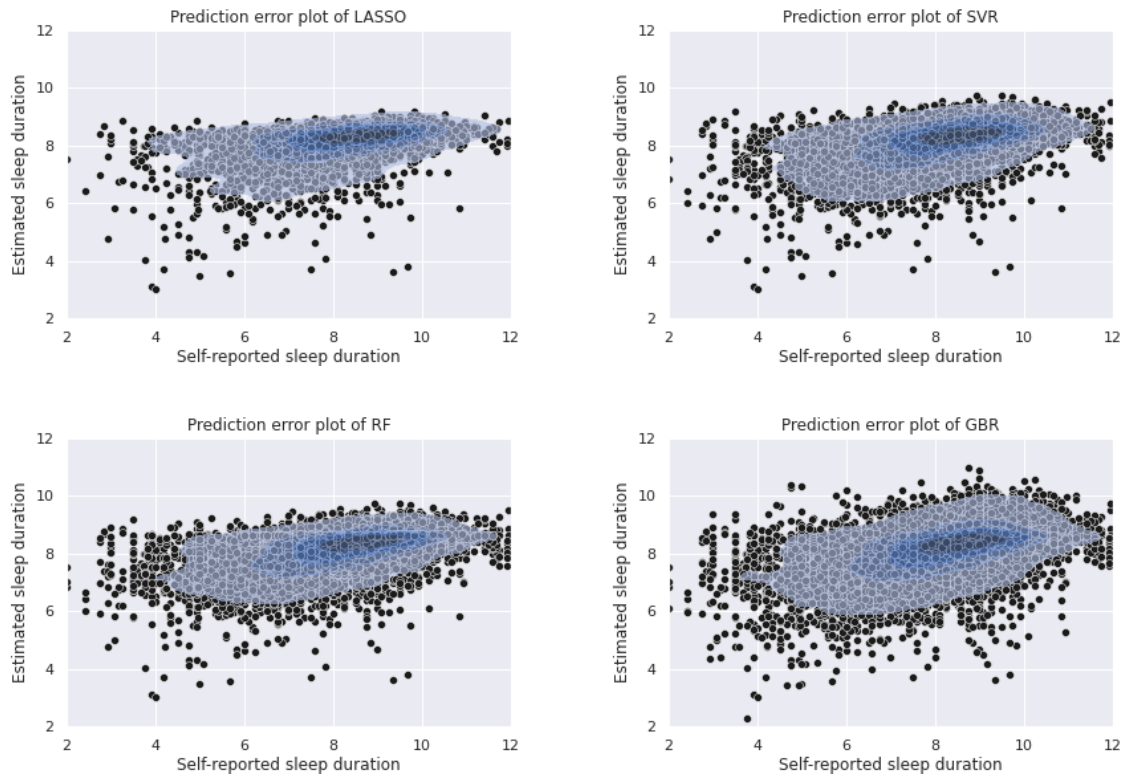 Prediction error plot of LASSO
12
10
8
6
4
2
2 4 6 8 10 12
Estimated sleep duration
Self-reported sleep duration
Prediction error plot of SVR
12
10
8
6
4
2
2 4 6 8 10 12
Estimated sleep duration
Self-reported sleep duration
Prediction error plot of RF
12
10
8
6
4
2
2 4 6 8 10 12
Estimated sleep duration
Self-reported sleep duration
Prediction error plot of GBR
12
10
8
6
4
2
2 4 6 8 10 12
Estimated sleep duration
Self-reported sleep duration